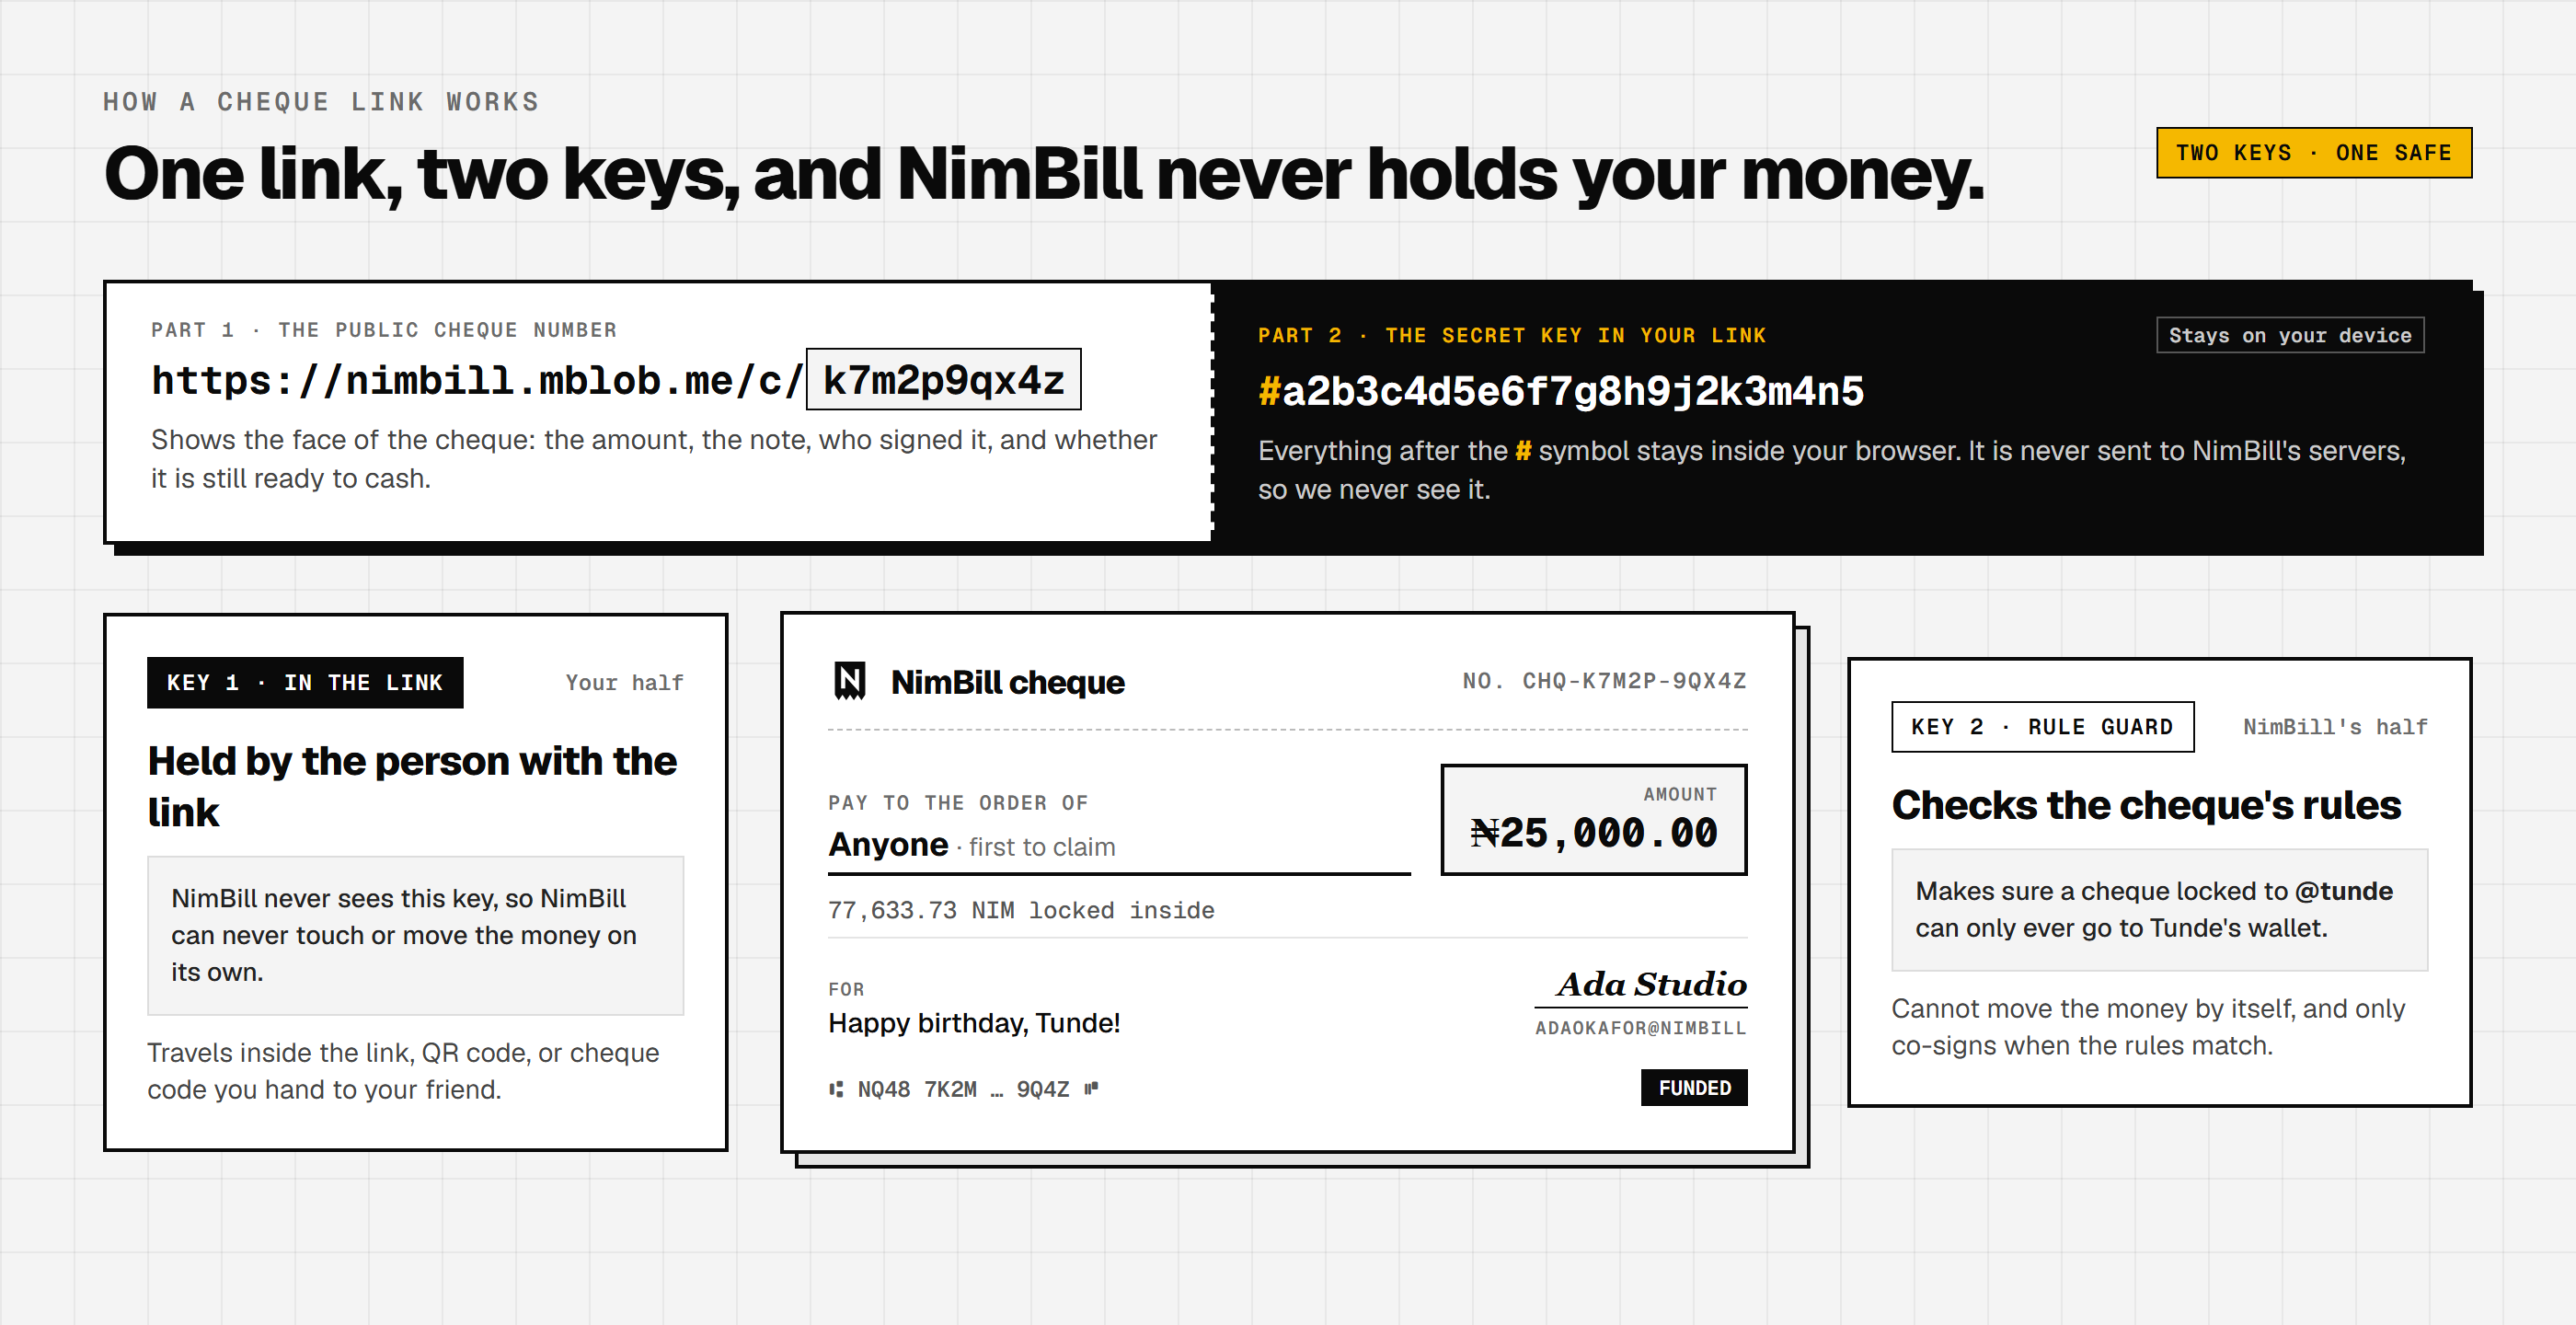 HOW A CHEQUE LINK WORKS
One link, two keys, and NimBill never holds your money.
TWO KEYS · ONE SAFE
PART 1 · THE PUBLIC CHEQUE NUMBER
https://nimbill.mblob.me/c/k7m2p9qx4z
Shows the face of the cheque: the amount, the note, who signed it, and whether
it is still ready to cash.
PART 2 · THE SECRET KEY IN YOUR LINK
Stays on your device
#a2b3c4d5e6f7g8h9j2k3m4n5
Everything after the # symbol stays inside your browser. It is never sent to NimBill's servers,
so we never see it.
KEY 1 · IN THE LINK
Your half
Held by the person with the
link
NimBill never sees this key, so NimBill
can never touch or move the money on
its own.
Travels inside the link, QR code, or cheque
code you hand to your friend.
NimBill cheque
NO. CHQ-K7M2P-9QX4Z
PAY TO THE ORDER OF
Anyone · first to claim
AMOUNT
₦25,000.00
77,633.73 NIM locked inside
FOR
Happy birthday, Tunde!
Ada Studio
ADAOKAFOR@NIMBILL
⑆ NQ48 7K2M … 9Q4Z ⑈
FUNDED
KEY 2 · RULE GUARD
NimBill's half
Checks the cheque's rules
Makes sure a cheque locked to @tunde
can only ever go to Tunde's wallet.
Cannot move the money by itself, and only
co-signs when the rules match.